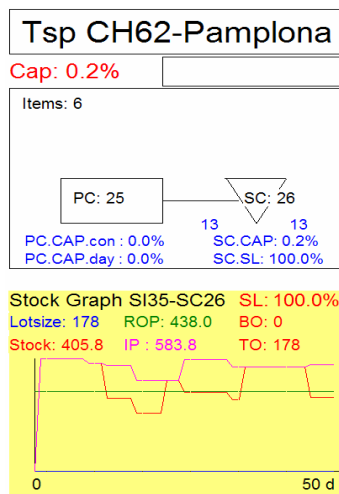 Tsp CH62-Pamplona
Cap: 0.2%
Items: 6
PC: 25 SC: 26
13 13
PC.CAP.con : 0.0% SC.CAP: 0.2%
PC.CAP.day : 0.0% SC.SL: 100.0%
Stock Graph SI35-SC26 SL: 100.0%
Lotsize: 178 ROP: 438.0 BO: 0
Stock: 405.8 IP : 583.8 TO: 178
0 50 d